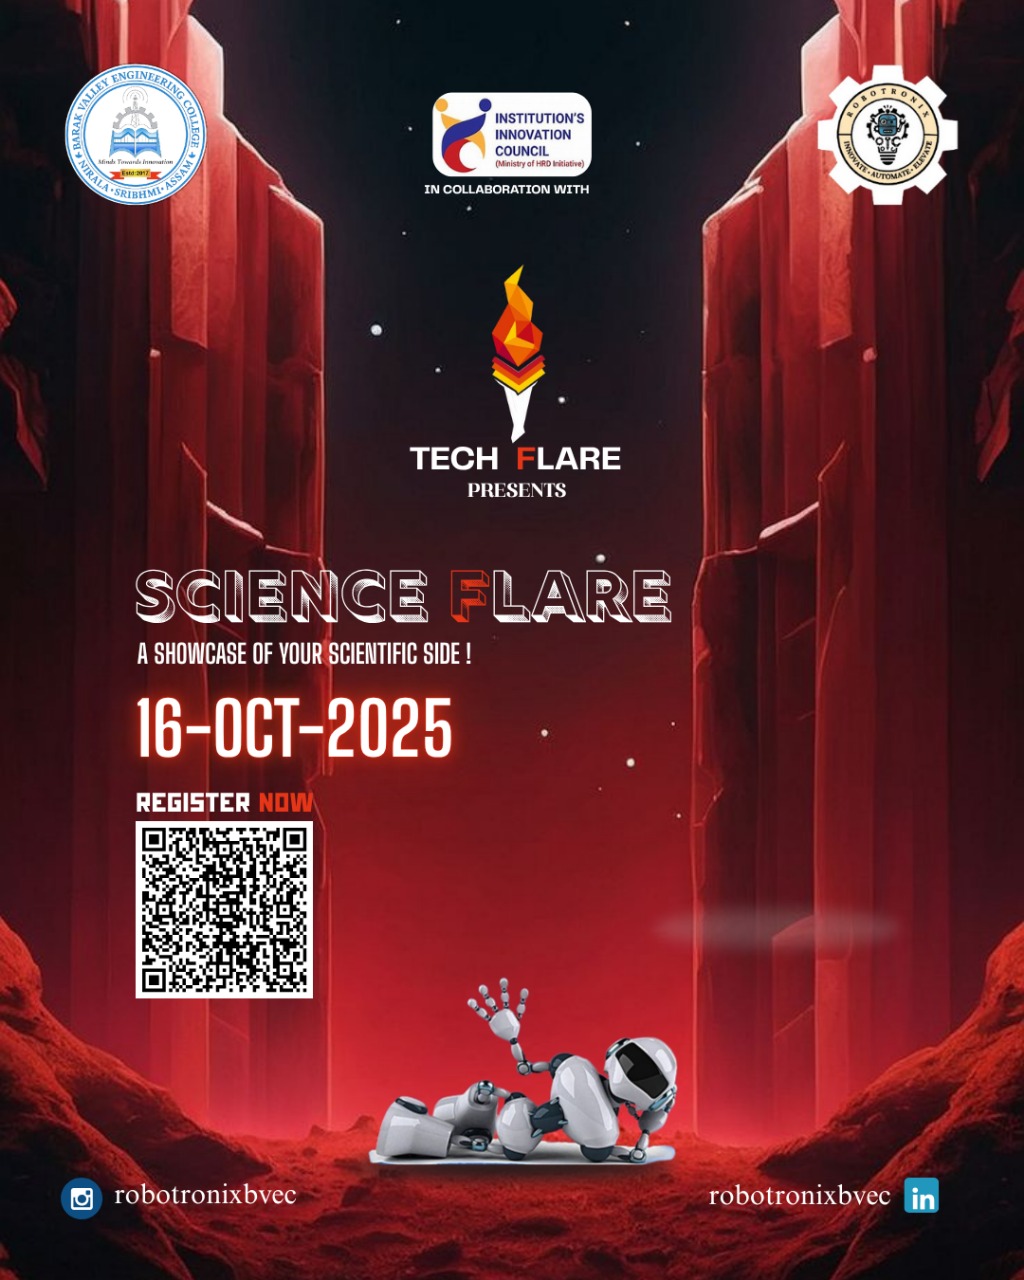 BARAK VALLEY ENGINEERING COLLEGE
NIRALA • SRIBHMI • ASSAM
Minds Towards Innovation
Estd: 2017
INSTITUTION'S
INNOVATION
COUNCIL
(Ministry of HRD Initiative)
IN COLLABORATION WITH
ROBOTRONIX
INNOVATE • AUTOMATE • ELEVATE
TECH FLARE
PRESENTS
SCIENCE FLARE
A SHOWCASE OF YOUR SCIENTIFIC SIDE !
16-OCT-2025
REGISTER NOW
robotronixbvec
robotronixbvec
in